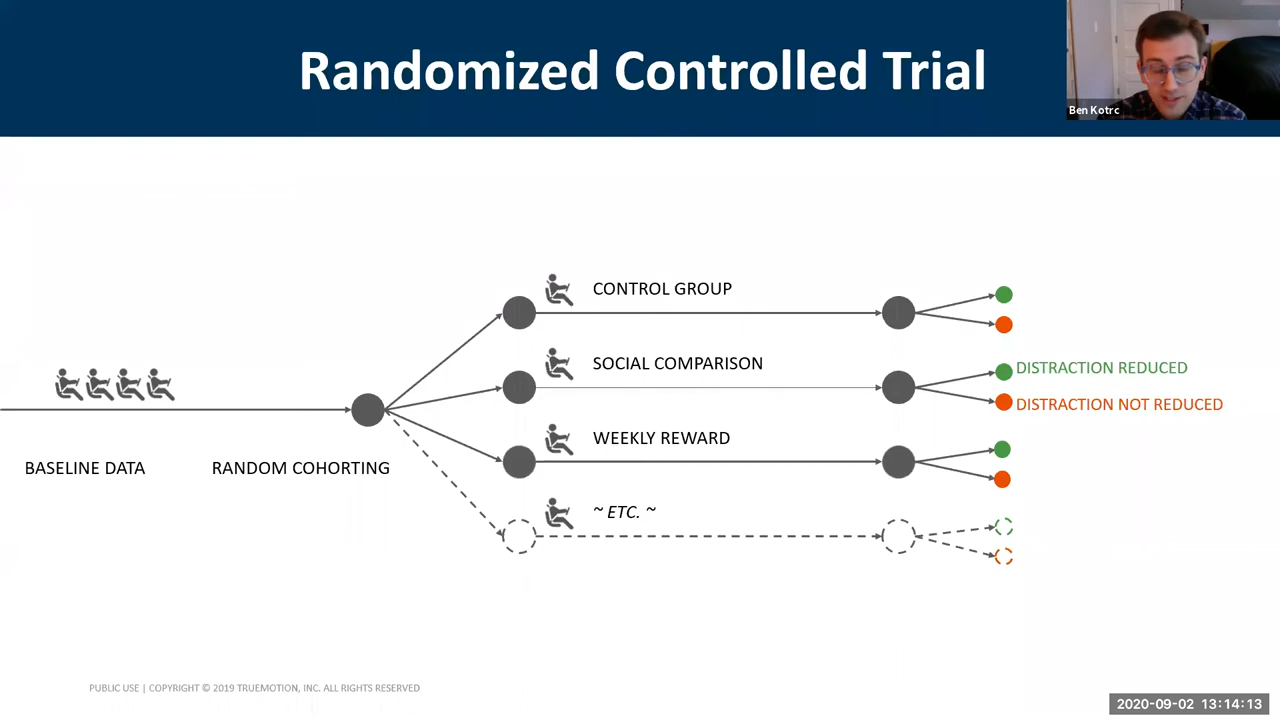 Randomized Controlled Trial
Ben Kotrc
CONTROL GROUP
SOCIAL COMPARISON
DISTRACTION REDUCED
DISTRACTION NOT REDUCED
WEEKLY REWARD
BASELINE DATA
RANDOM COHORTING
~ ETC. ~
PUBLIC USE | COPYRIGHT © 2019 TRUEMOTION, INC. ALL RIGHTS RESERVED
2020-09-02 13:14:13